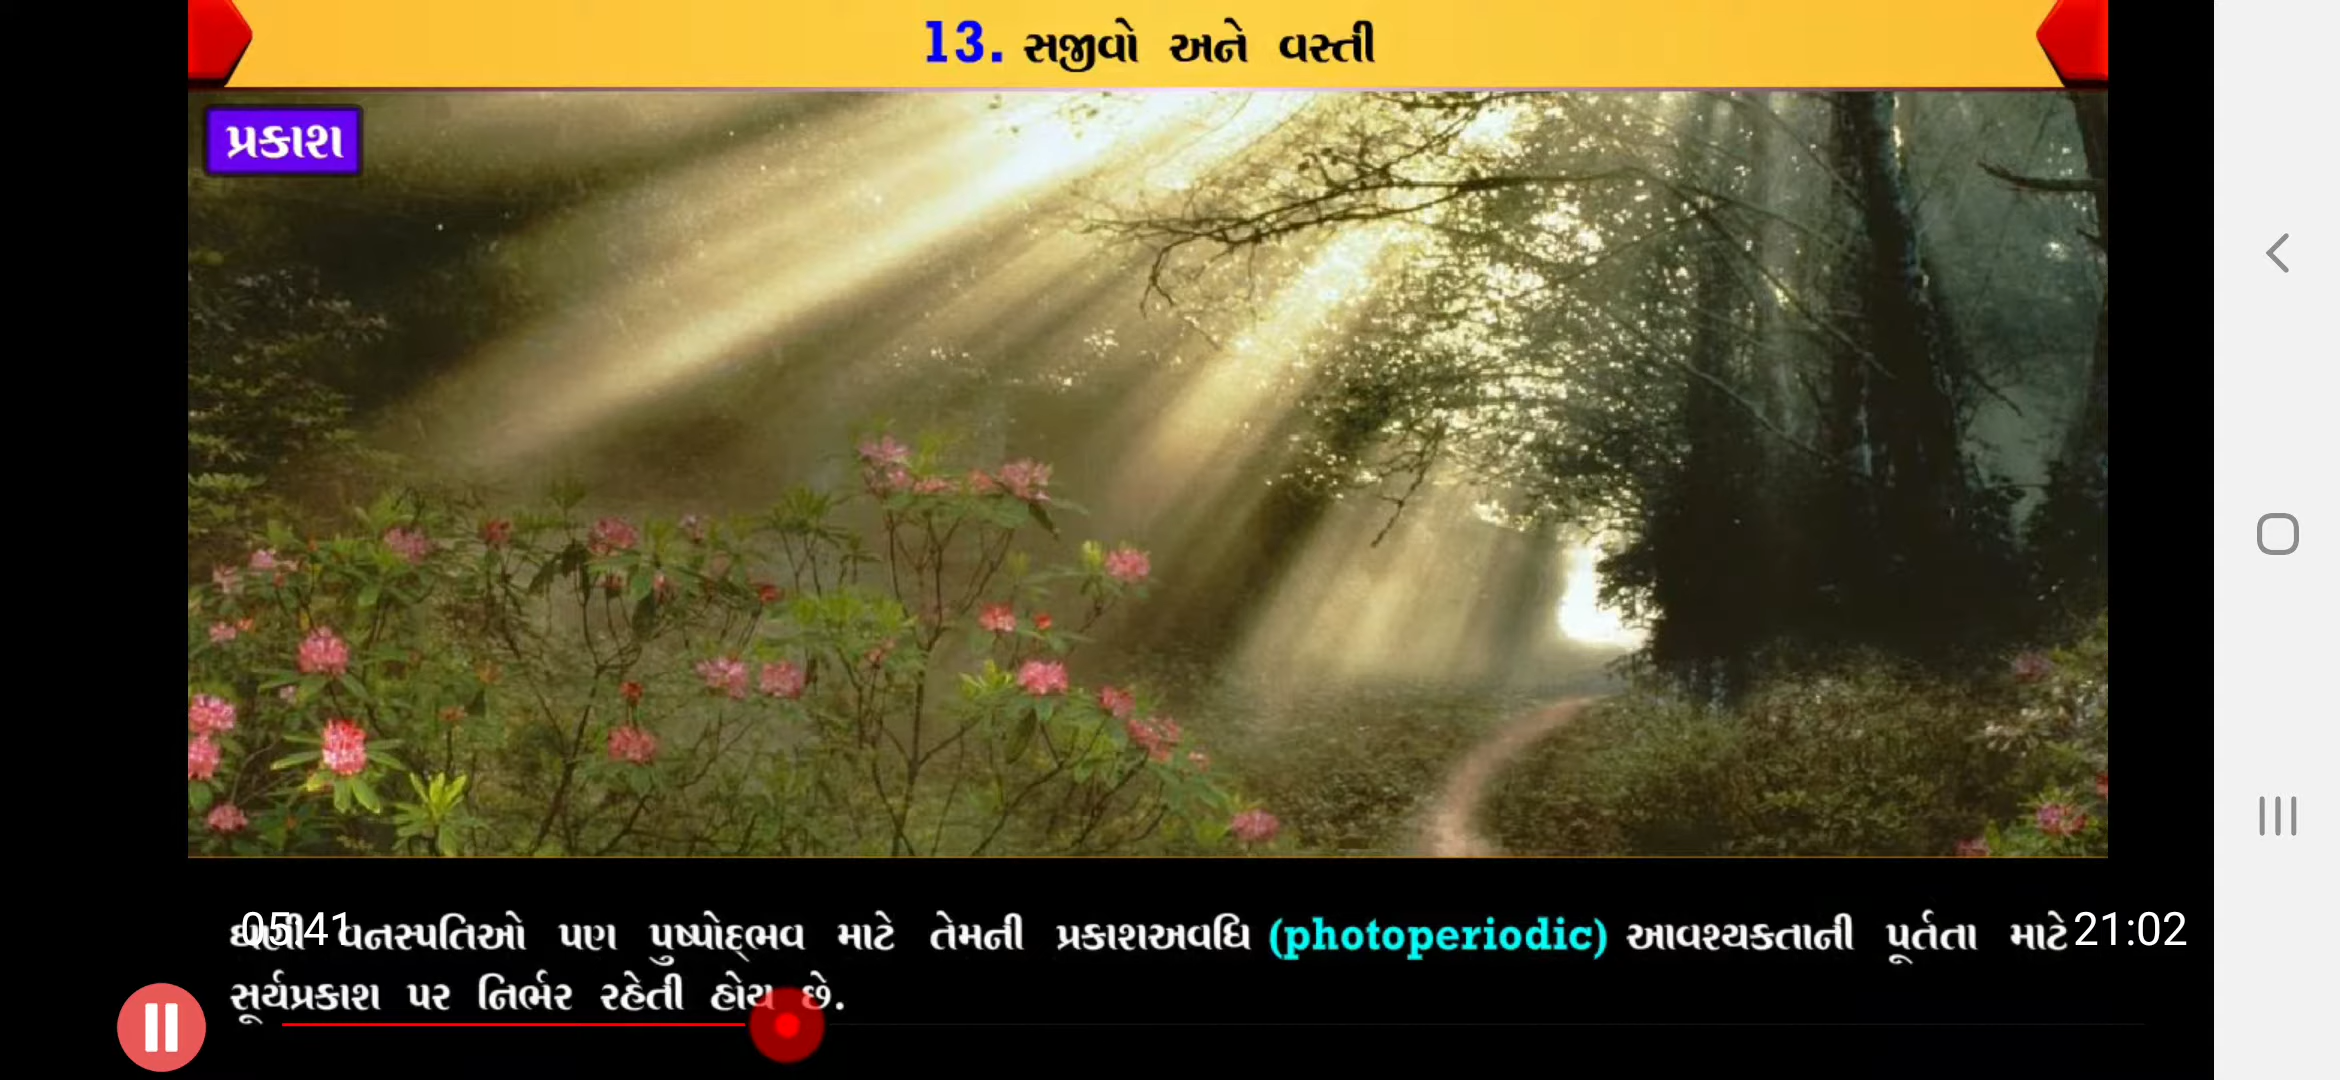 13. સજીવો અને વસ્તી
પ્રકાશ
05:41
21:02
વનસ્પતિઓ પણ પુષ્પોદ્ભવ માટે તેમની પ્રકાશઅવધિ (photoperiodic) આવશ્યકતાની પૂર્તતા માટે
સૂર્યપ્રકાશ પર નિર્ભર રહેતી હોય છે.